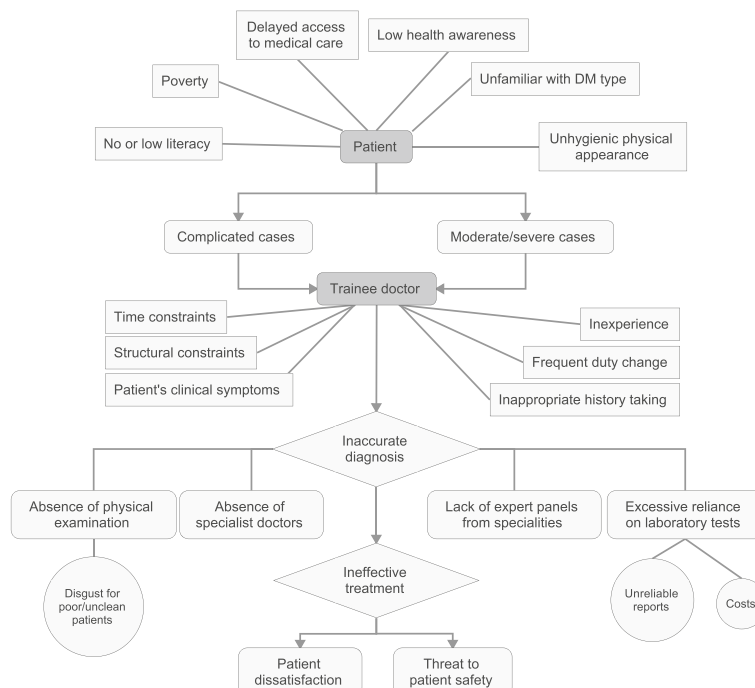 Delayed access
to medical care
Low health awareness
Poverty
Unfamiliar with DM type
No or low literacy
Patient
Unhygienic physical
appearance
Complicated cases
Moderate/severe cases
Trainee doctor
Time constraints
Inexperience
Structural constraints
Frequent duty change
Patient's clinical symptoms
Inappropriate history taking
Inaccurate
diagnosis
Absence of physical
examination
Absence of
specialist doctors
Lack of expert panels
from specialities
Excessive reliance
on laboratory tests
Disgust for
poor/unclean
patients
Ineffective
treatment
Unreliable
reports
Costs
Patient
dissatisfaction
Threat to
patient safety